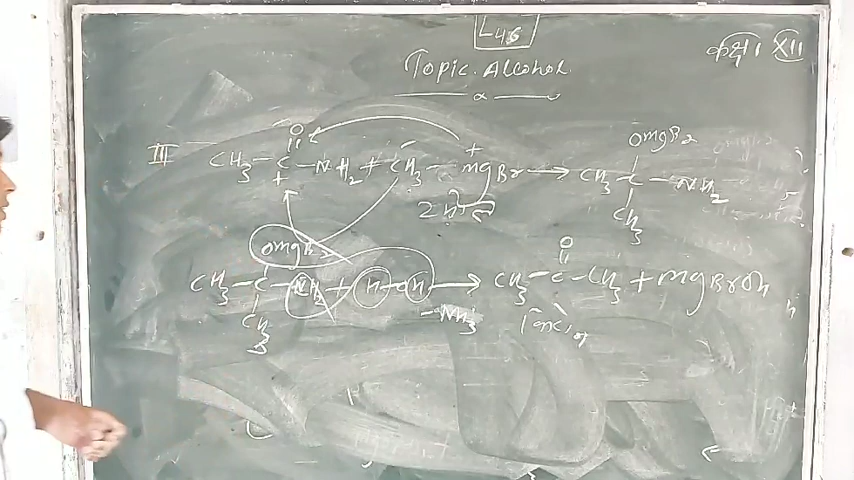 L46
कक्षा XII
Topic. Alcohol
O OmgBr
III CH3 - C - NH2 + CH3 - mgBr → CH3 - C - NH2
CH3
OmgBr O
CH3 - C - NH2 + H - OH → CH3 - C - CH3 + mgBrOH
CH3 - NH3